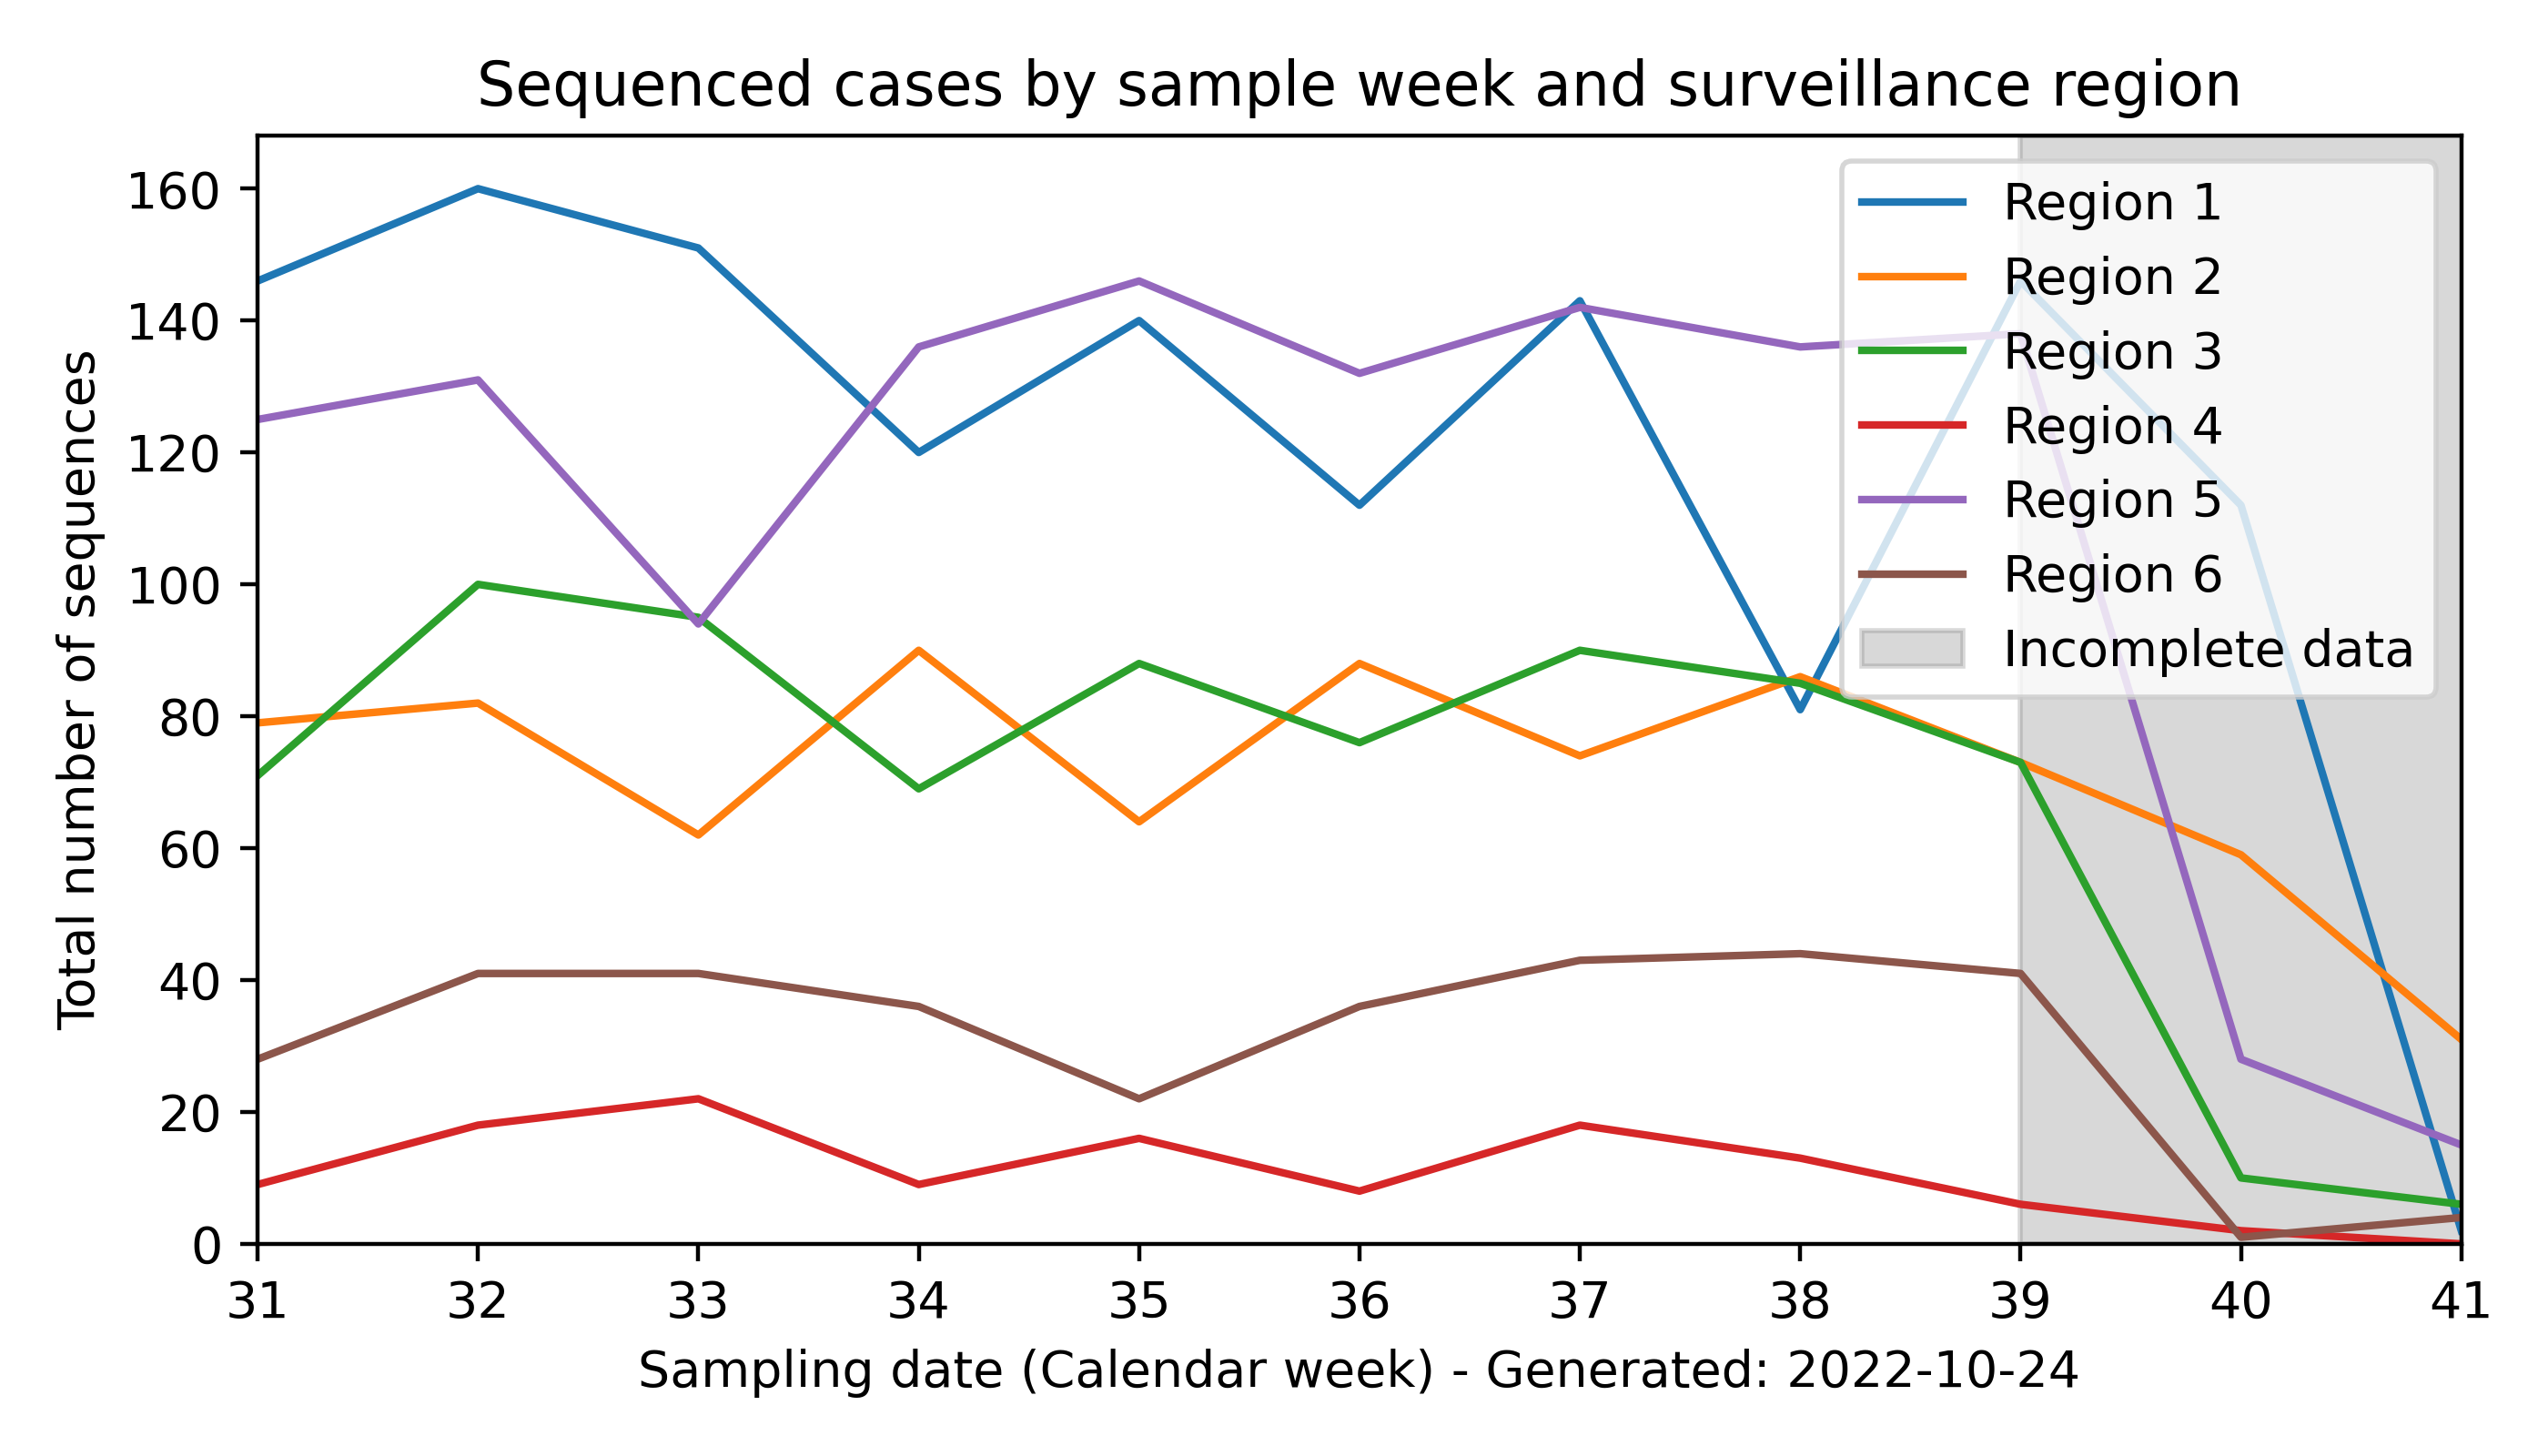 Sequenced cases by sample week and surveillance region
Total number of sequences
160
140
120
100
80
60
40
20
0
Region 1
Region 2
Region 3
Region 4
Region 5
Region 6
Incomplete data
31 32 33 34 35 36 37 38 39 40 41
Sampling date (Calendar week) - Generated: 2022-10-24